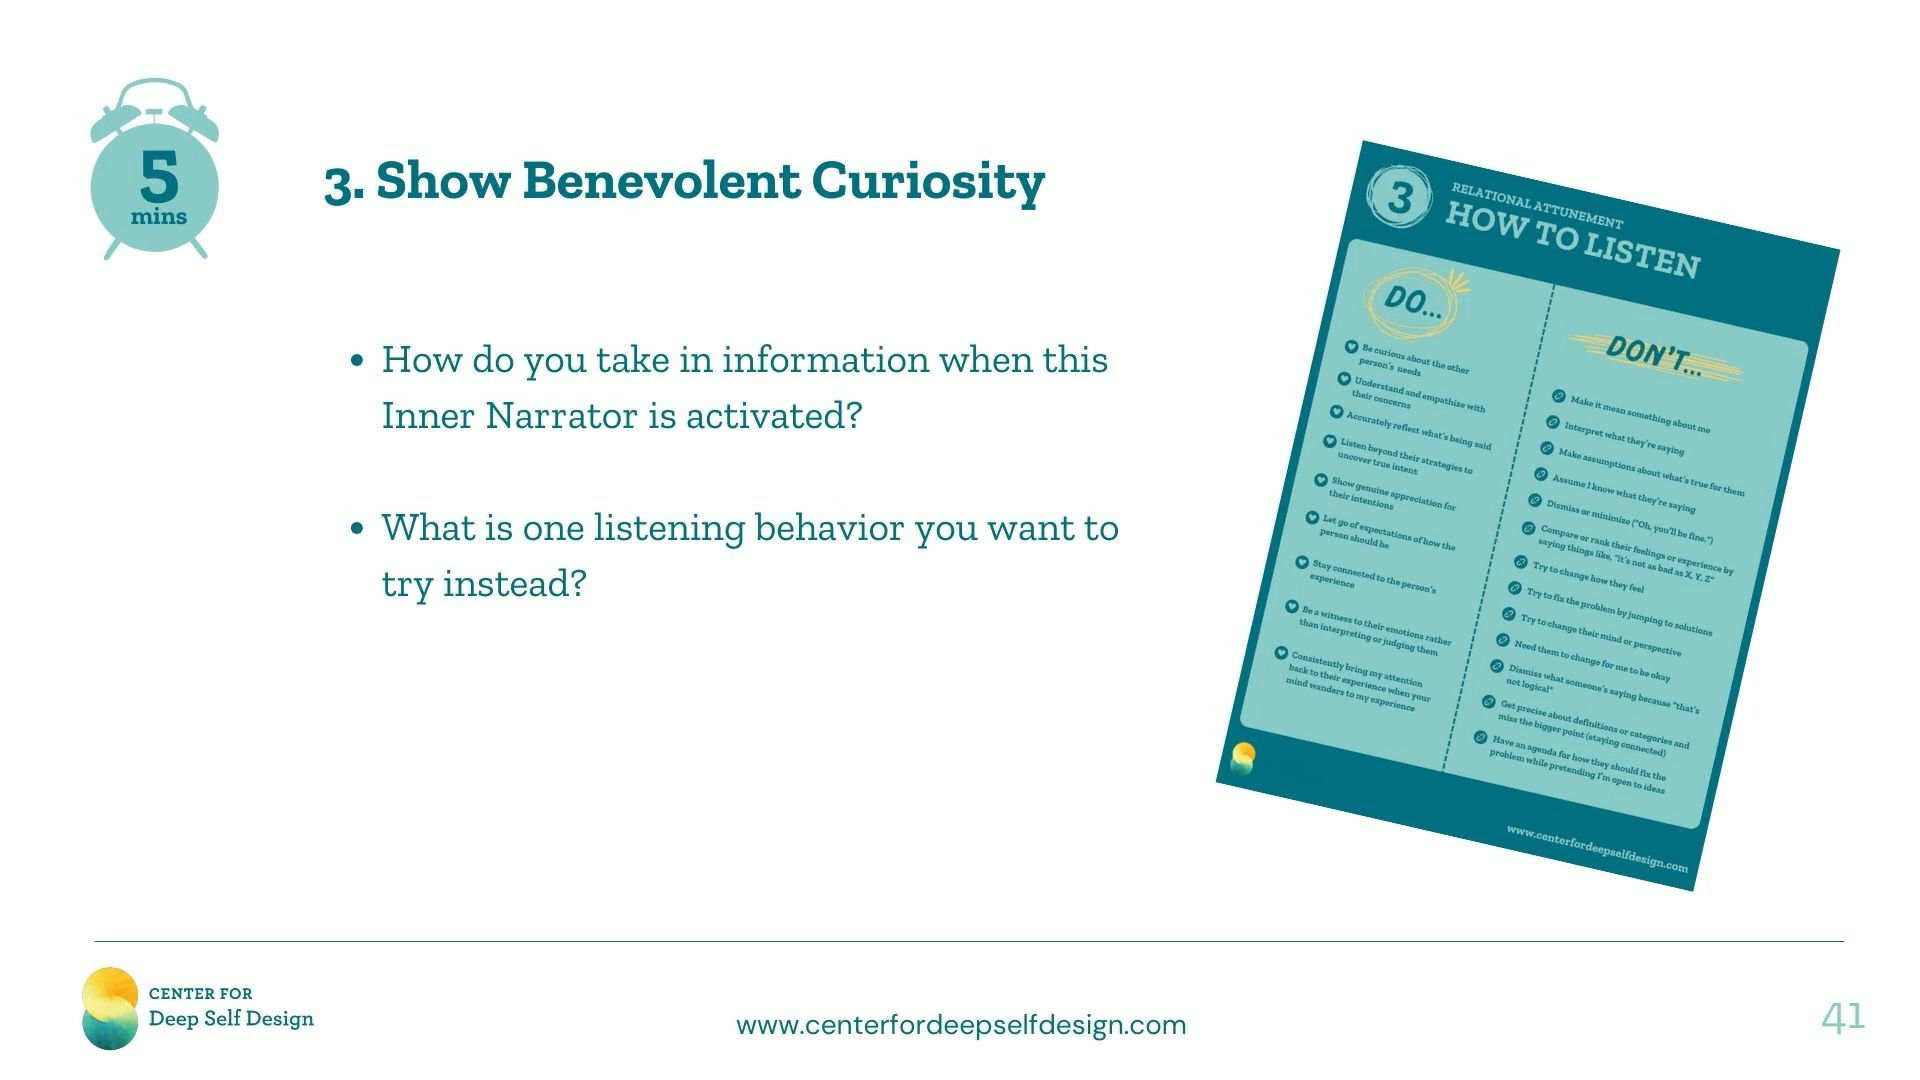 5
mins
3. Show Benevolent Curiosity
• How do you take in information when this
Inner Narrator is activated?
• What is one listening behavior you want to
try instead?
3
RELATIONAL ATTUNEMENT
HOW TO LISTEN
DO...
Be curious about the other
person's needs
Understand and empathize with
their concerns
Accurately reflect what's being said
Listen beyond their strategies to
uncover true intent
Show genuine appreciation for
their intentions
Let go of expectations of how the
person should be
Stay connected to the person's
experience
Be a witness to their emotions rather
than interpreting or judging them
Consistently bring my attention
back to their experience when your
mind wanders to my experience
DON'T...
Make it mean something about me
Interpret what they're saying
Make assumptions about what's true for them
Assume I know what they're saying
Dismiss or minimize ("Oh, you'll be fine.")
Compare or rank their feelings or experience by
saying things like, "it's not as bad as X, Y, Z"
Try to change how they feel
Try to fix the problem by jumping to solutions
Try to change their mind or perspective
Need them to change for me to be okay
Dismiss what someone's saying because "that's
not logical"
Get precise about definitions or categories and
miss the bigger point (staying connected)
Have an agenda for how they should fix the
problem while pretending I'm open to ideas
www.centerfordeepselfdesign.com
CENTER FOR
Deep Self Design
www.centerfordeepselfdesign.com
41